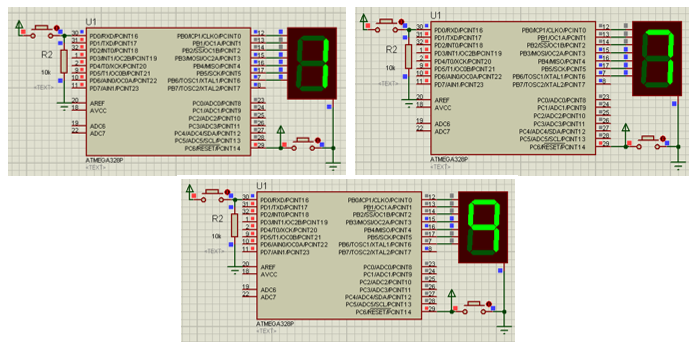 U1
30 PD0/RXD/PCINT16 PB0/ICP1/CLKO/PCINT0 12
31 PD1/TXD/PCINT17 PB1/OC1A/PCINT1 13
32 PD2/INT0/PCINT18 PB2/SS/OC1B/PCINT2 14
1 PD3/INT1/OC2B/PCINT19 PB3/MOSI/OC2A/PCINT3 15
R2 2 PD4/T0/XCK/PCINT20 PB4/MISO/PCINT4 16
9 PD5/T1/OC0B/PCINT21 PB5/SCK/PCINT5 17
10k 10 PD6/AIN0/OC0A/PCINT22 PB6/TOSC1/XTAL1/PCINT6 7
<TEXT> 11 PD7/AIN1/PCINT23 PB7/TOSC2/XTAL2/PCINT7 8
1
20 AREF PC0/ADC0/PCINT8 23
18 AVCC PC1/ADC1/PCINT9 24
PC2/ADC2/PCINT10 25
19 ADC6 PC3/ADC3/PCINT11 26
22 ADC7 PC4/ADC4/SDA/PCINT12 27
PC5/ADC5/SCL/PCINT13 28
PC6/RESET/PCINT14 29
ATMEGA328P
<TEXT>
U1
30 PD0/RXD/PCINT16 PB0/ICP1/CLKO/PCINT0 12
31 PD1/TXD/PCINT17 PB1/OC1A/PCINT1 13
32 PD2/INT0/PCINT18 PB2/SS/OC1B/PCINT2 14
1 PD3/INT1/OC2B/PCINT19 PB3/MOSI/OC2A/PCINT3 15
R2 2 PD4/T0/XCK/PCINT20 PB4/MISO/PCINT4 16
9 PD5/T1/OC0B/PCINT21 PB5/SCK/PCINT5 17
10k 10 PD6/AIN0/OC0A/PCINT22 PB6/TOSC1/XTAL1/PCINT6 7
<TEXT> 11 PD7/AIN1/PCINT23 PB7/TOSC2/XTAL2/PCINT7 8
7
20 AREF PC0/ADC0/PCINT8 23
18 AVCC PC1/ADC1/PCINT9 24
PC2/ADC2/PCINT10 25
19 ADC6 PC3/ADC3/PCINT11 26
22 ADC7 PC4/ADC4/SDA/PCINT12 27
PC5/ADC5/SCL/PCINT13 28
PC6/RESET/PCINT14 29
ATMEGA328P
<TEXT>
U1
30 PD0/RXD/PCINT16 PB0/ICP1/CLKO/PCINT0 12
31 PD1/TXD/PCINT17 PB1/OC1A/PCINT1 13
32 PD2/INT0/PCINT18 PB2/SS/OC1B/PCINT2 14
1 PD3/INT1/OC2B/PCINT19 PB3/MOSI/OC2A/PCINT3 15
R2 2 PD4/T0/XCK/PCINT20 PB4/MISO/PCINT4 16
9 PD5/T1/OC0B/PCINT21 PB5/SCK/PCINT5 17
10k 10 PD6/AIN0/OC0A/PCINT22 PB6/TOSC1/XTAL1/PCINT6 7
<TEXT> 11 PD7/AIN1/PCINT23 PB7/TOSC2/XTAL2/PCINT7 8
9
20 AREF PC0/ADC0/PCINT8 23
18 AVCC PC1/ADC1/PCINT9 24
PC2/ADC2/PCINT10 25
19 ADC6 PC3/ADC3/PCINT11 26
22 ADC7 PC4/ADC4/SDA/PCINT12 27
PC5/ADC5/SCL/PCINT13 28
PC6/RESET/PCINT14 29
ATMEGA328P
<TEXT>